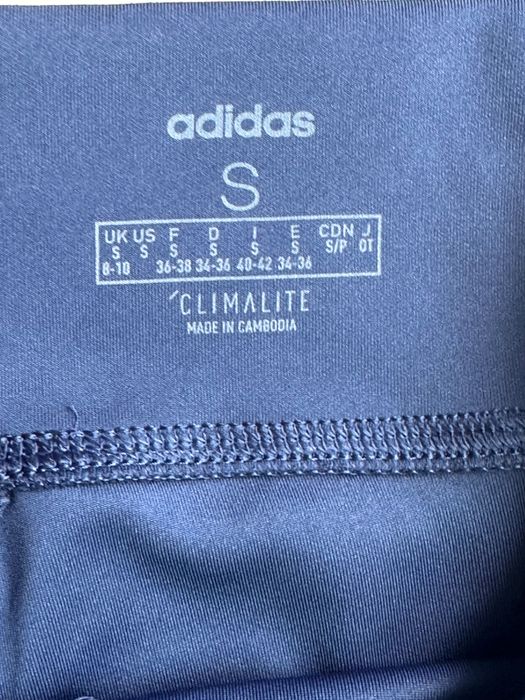 adidas
S
UK US F D I E CDN J
S S S S S S S/P OT
8-10 36-38 34-36 40-42 34-36
CLIMALITE
MADE IN CAMBODIA